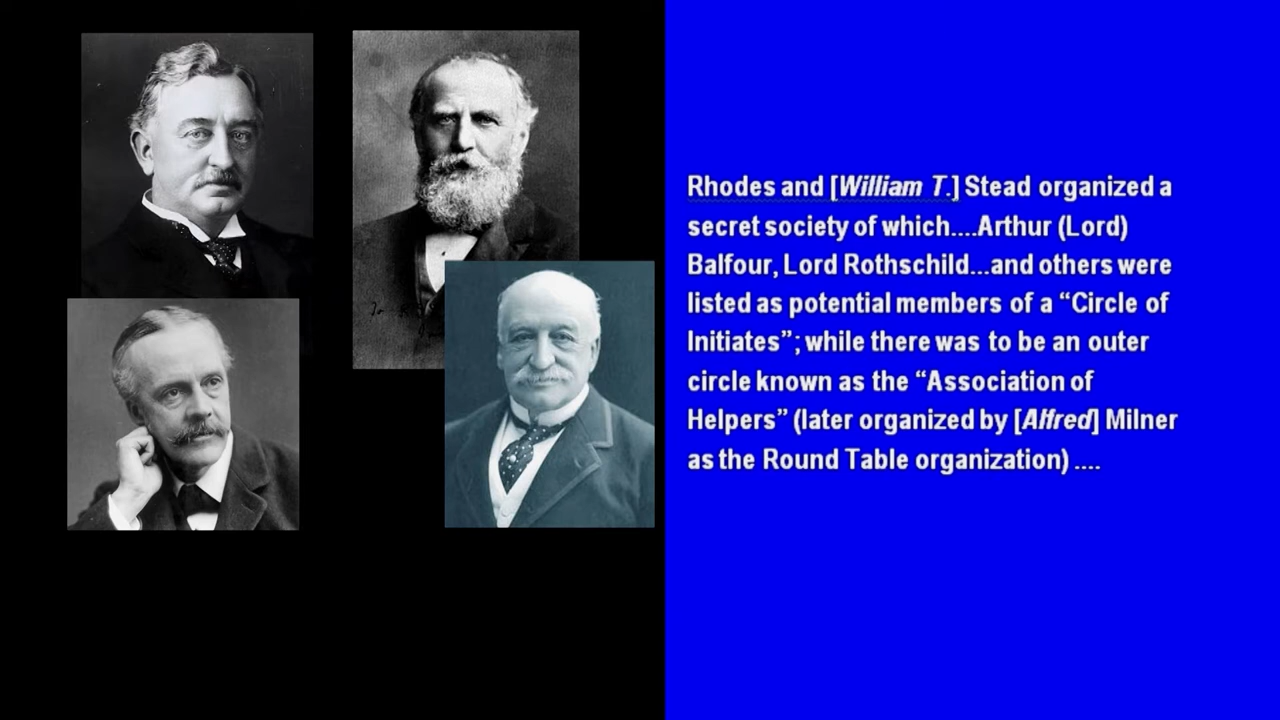 Rhodes and [William T.] Stead organized a
secret society of which....Arthur (Lord)
Balfour, Lord Rothschild...and others were
listed as potential members of a “Circle of
Initiates”; while there was to be an outer
circle known as the “Association of
Helpers” (later organized by [Alfred] Milner
as the Round Table organization) ....